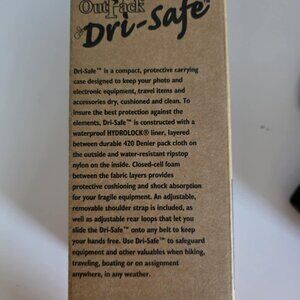 OutPack
Dri-Safe™
Dri-Safe™ is a compact, protective carrying
case designed to keep your photo and
electronic equipment, travel items and
accessories dry, cushioned and clean. To
insure the best protection against the
elements, Dri-Safe™ is constructed with a
waterproof HYDROLOCK® liner, layered
between durable 420 Denier pack cloth on
the outside and water-resistant ripstop
nylon on the inside. Closed-cell foam
between the fabric layers provides
protective cushioning and shock absorption
for your fragile equipment. An adjustable,
removable shoulder strap is included, as
well as adjustable rear loops that let you
slide the Dri-Safe™ onto any belt to keep
your hands free. Use Dri-Safe™ to safeguard
equipment and other valuables when hiking,
traveling, boating or on assignment
anywhere, in any weather.